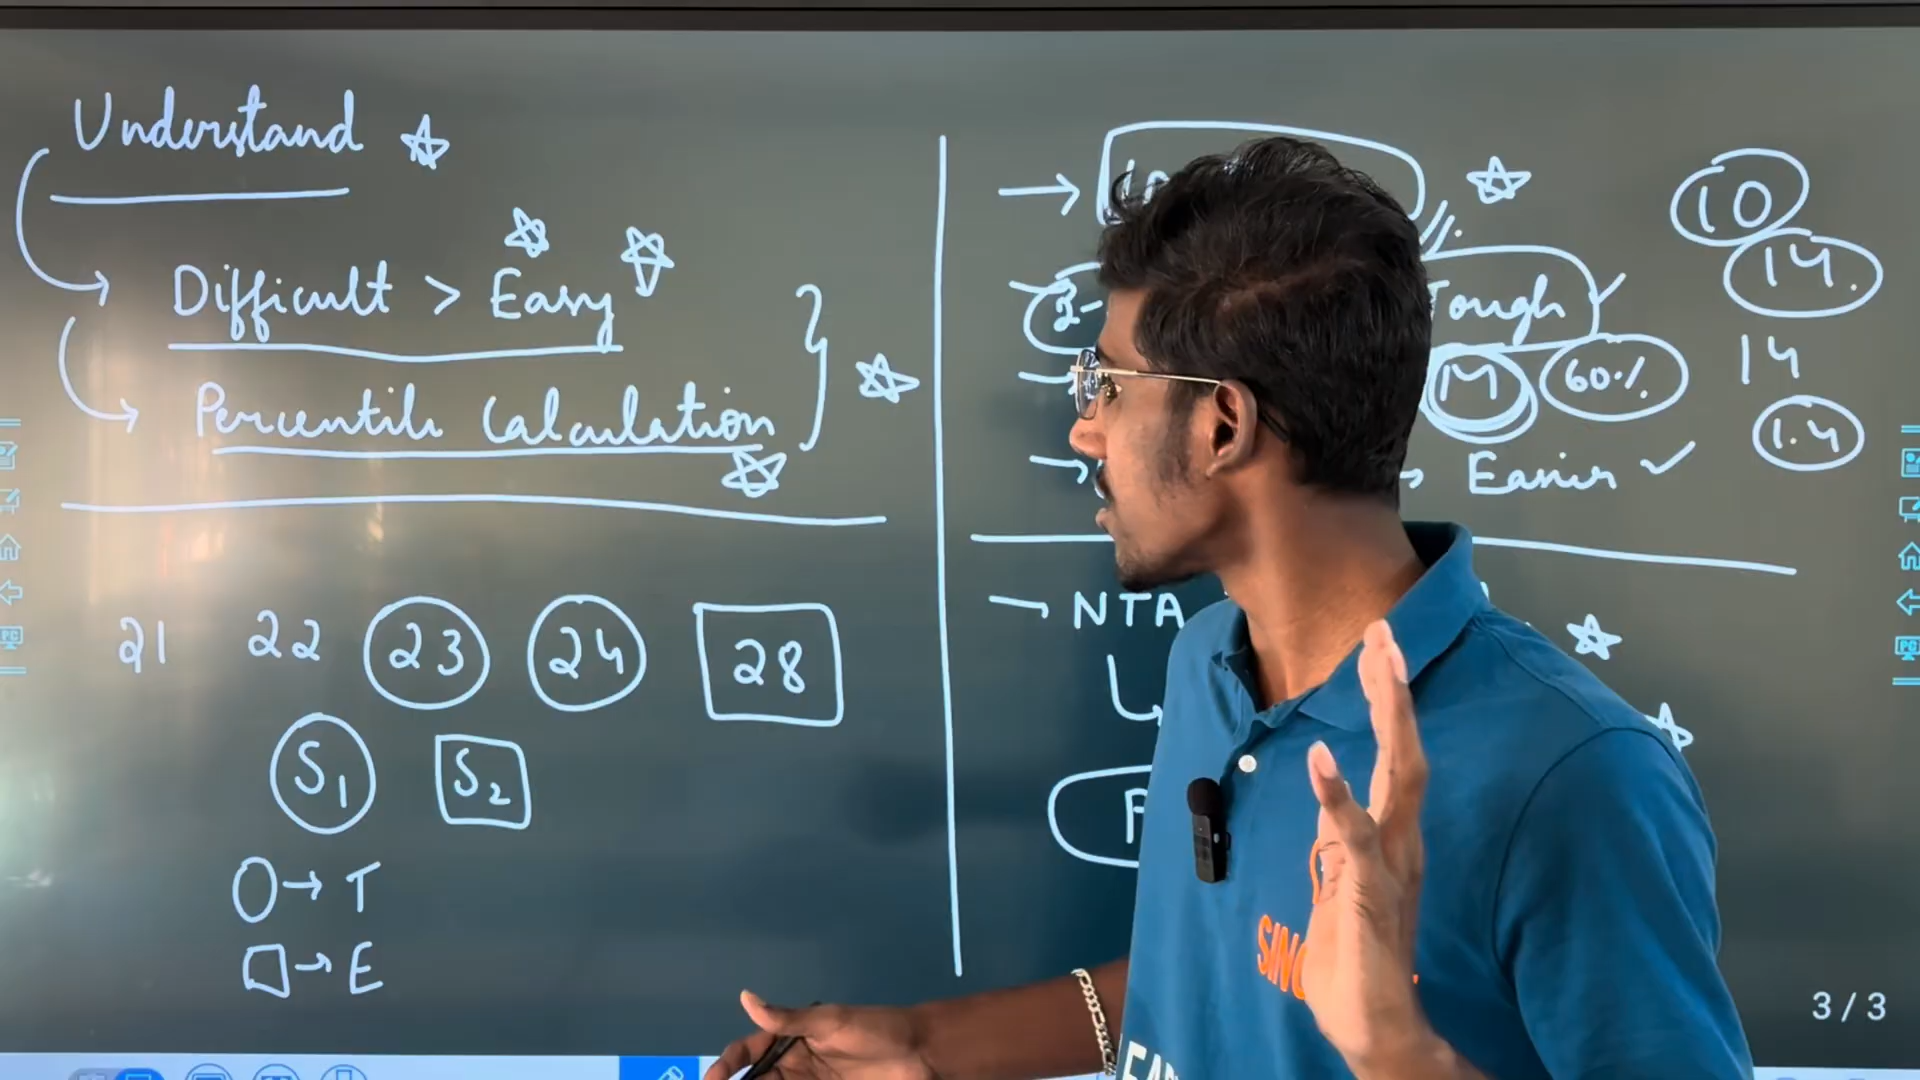 Understand
Difficult > Easy
Percentile Calculation
21 22 23 24 28
S1 S2
O → T
□ → E
→
10
14.
Tough ✓
M 60% 14
1.4
→ Easier ✓
→ NTA
3 / 3